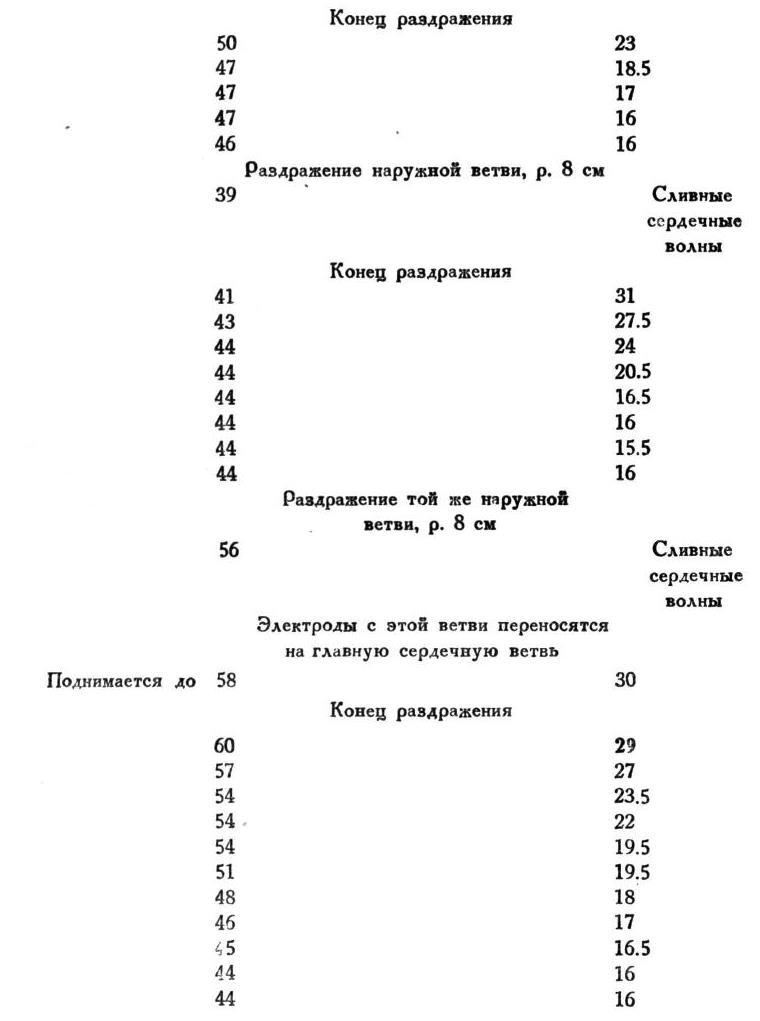 Конец раздражения
50 23
47 18.5
47 17
47 16
46 16
Раздражение наружной ветви, р. 8 см
39 Сливные
сердечные
волны
Конец раздражения
41 31
43 27.5
44 24
44 20.5
44 16.5
44 16
44 15.5
44 16
Раздражение той же наружной
ветви, р. 8 см
56 Сливные
сердечные
волны
Электроды с этой ветви переносятся
на главную сердечную ветвь
Поднимается до 58 30
Конец раздражения
60 29
57 27
54 23.5
54 22
54 19.5
51 19.5
48 18
46 17
45 16.5
44 16
44 16